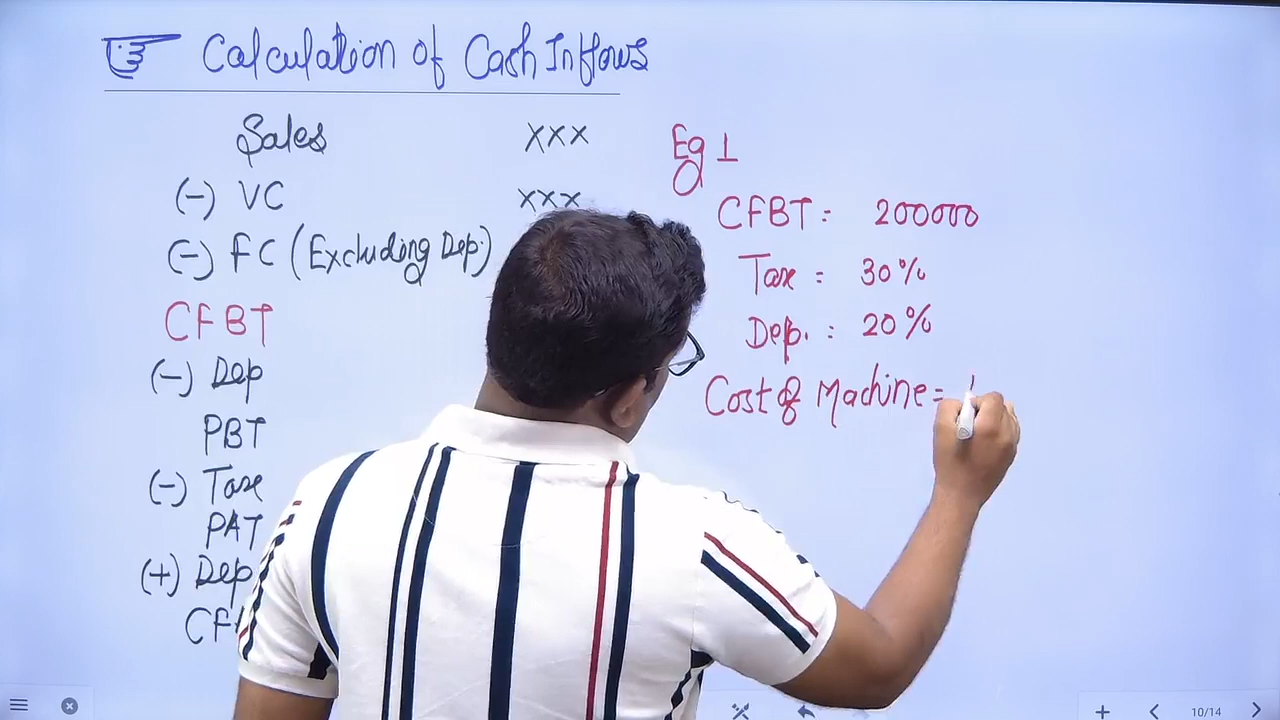 Calculation of Cash Inflows
Sales XXX
(-) VC XXX
(-) FC (Excluding Dep.)
CFBT
(-) Dep
PBT
(-) Tax
PAT
(+) Dep
Eg 1
CFBT = 200000
Tax = 30%
Dep. = 20%
Cost of Machine =
10/14